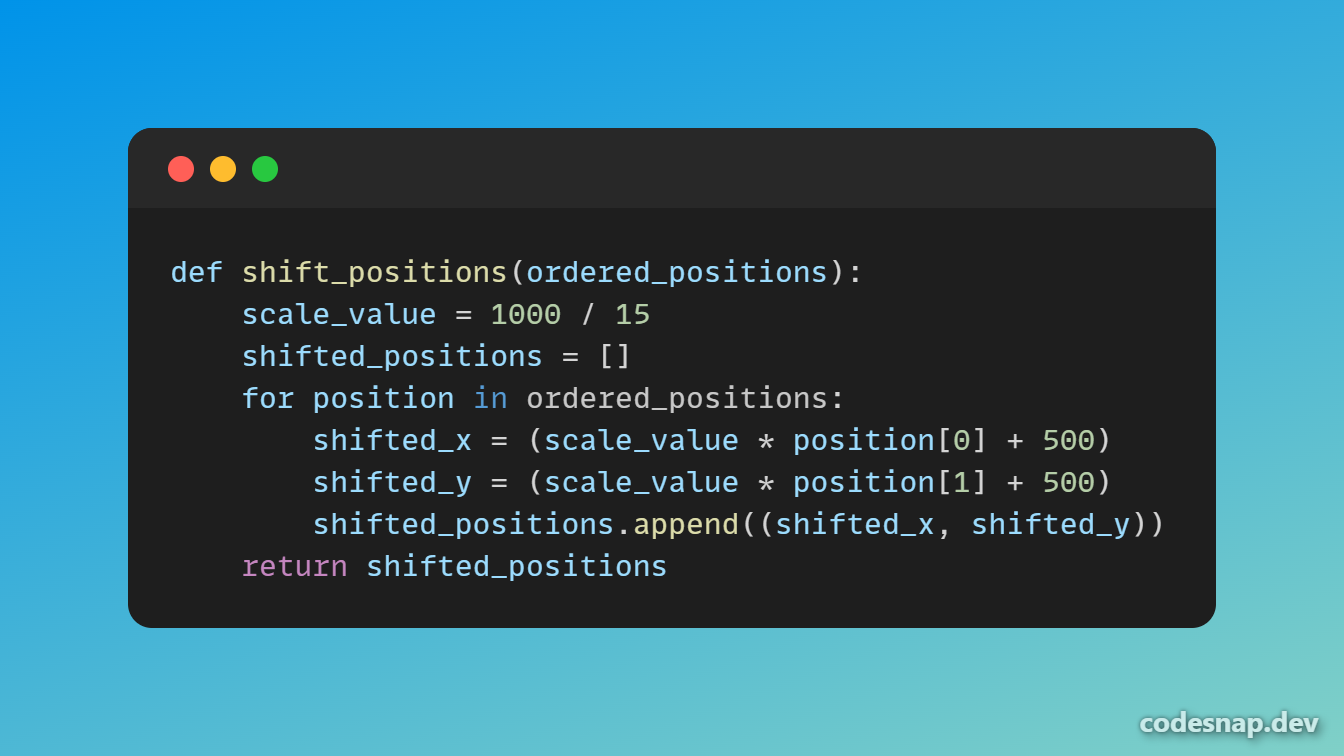 def shift_positions(ordered_positions):
    scale_value = 1000 / 15
    shifted_positions = []
    for position in ordered_positions:
        shifted_x = (scale_value * position[0] + 500)
        shifted_y = (scale_value * position[1] + 500)
        shifted_positions.append((shifted_x, shifted_y))
    return shifted_positions
codesnap.dev